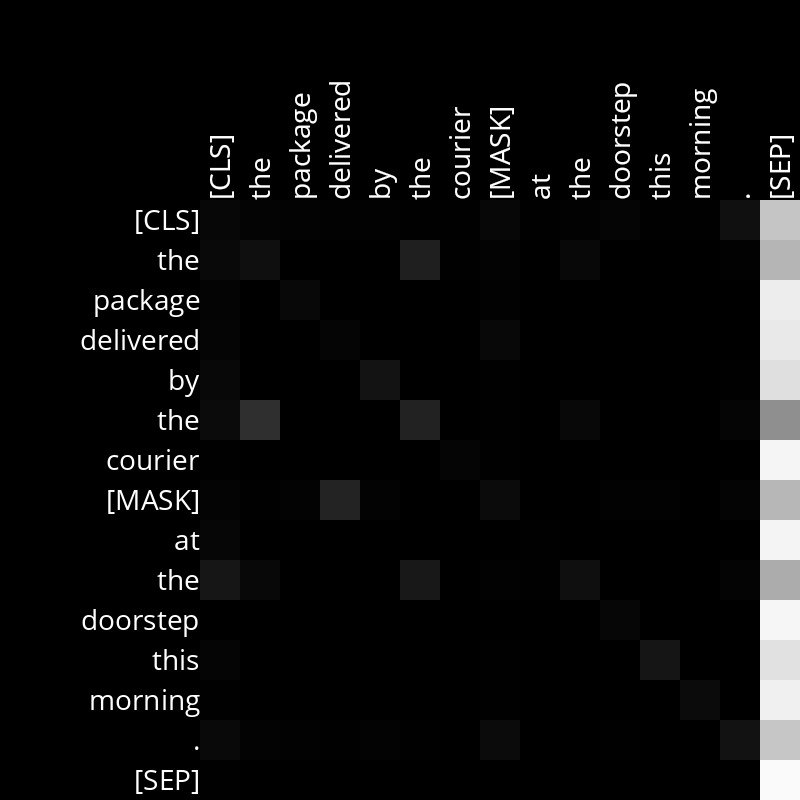 [CLS] the package delivered by the courier [MASK] at the doorstep this morning . [SEP]
[CLS]
the
package
delivered
by
the
courier
[MASK]
at
the
doorstep
this
morning
.
[SEP]